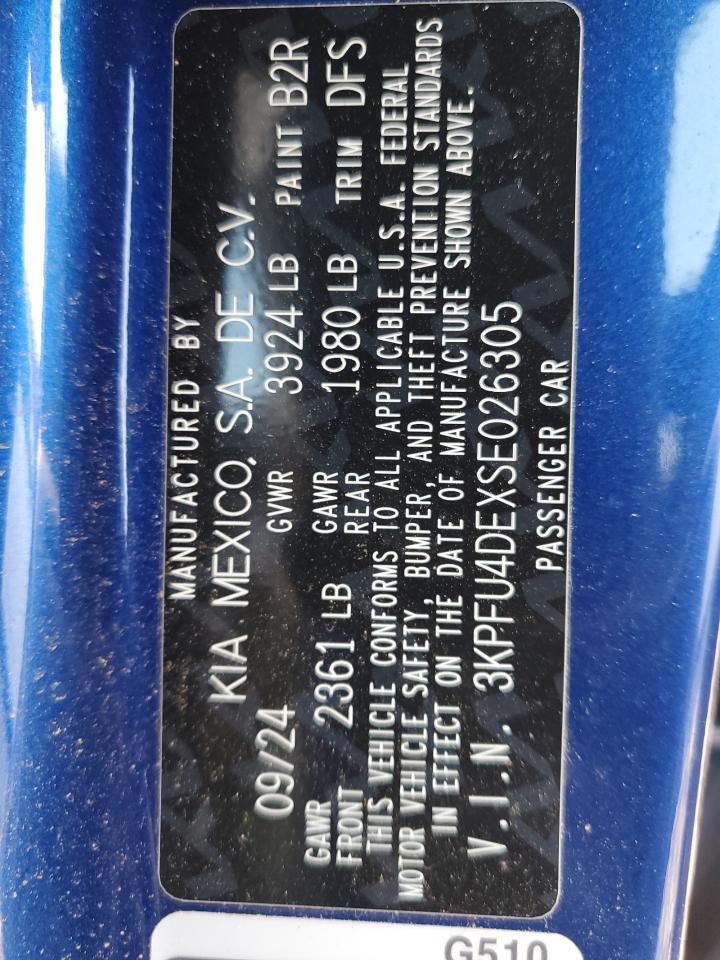 MANUFACTURED BY
KIA MEXICO, S.A. DE C.V.
09/24 GVWR 3924 LB PAINT B2R
GAWR FRONT 2361 LB GAWR REAR 1980 LB TRIM DFS
THIS VEHICLE CONFORMS TO ALL APPLICABLE U.S.A. FEDERAL
MOTOR VEHICLE SAFETY, BUMPER, AND THEFT PREVENTION STANDARDS
IN EFFECT ON THE DATE OF MANUFACTURE SHOWN ABOVE.
V.I.N. 3KPFU4DEXSE026305
PASSENGER CAR
G510